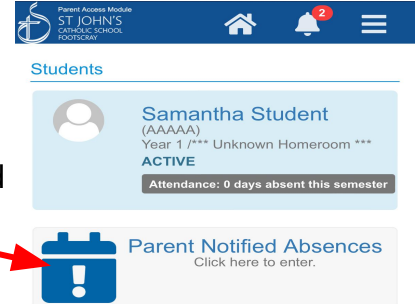 Parent Access Module
ST JOHN'S
CATHOLIC SCHOOL
FOOTSCRAY
2
Students
Samantha Student
(AAAAA)
Year 1 /*** Unknown Homeroom ***
ACTIVE
Attendance: 0 days absent this semester
Parent Notified Absences
Click here to enter.